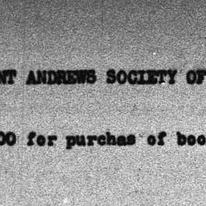 NT ANDREWS SOCIETY OF
00 for purchas of boo